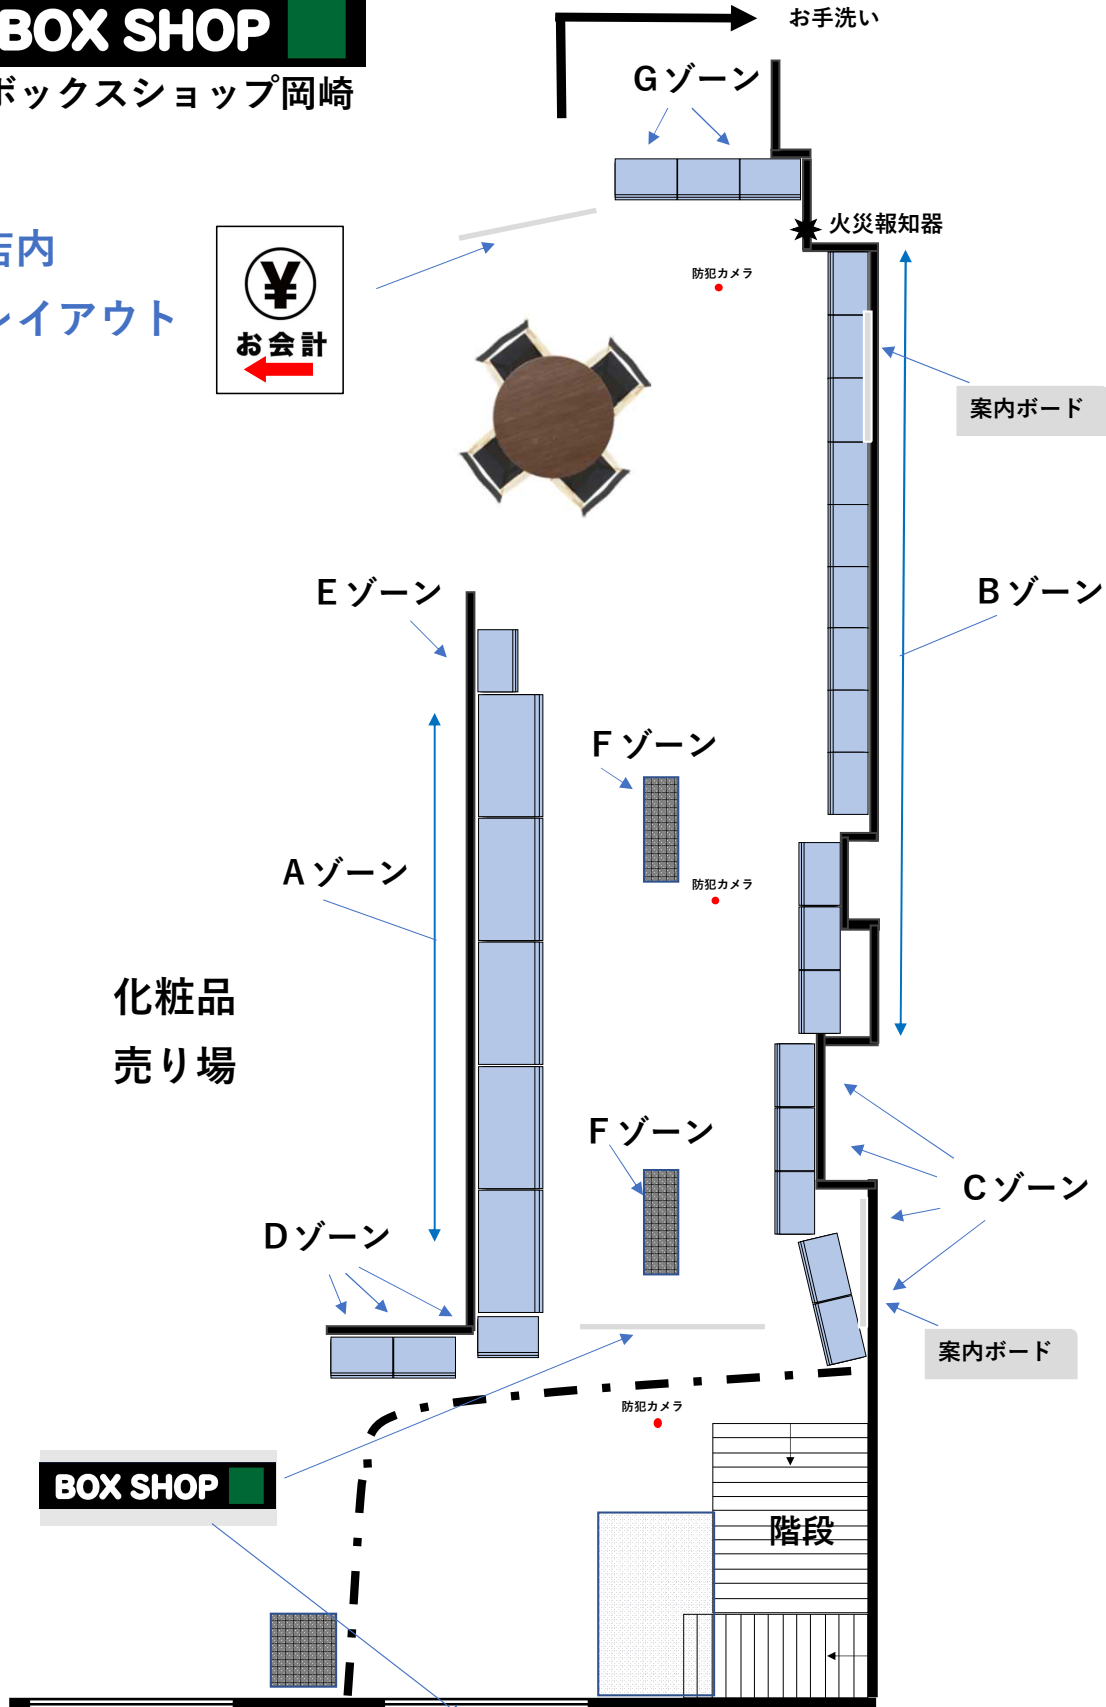 BOX SHOP
ボックスショップ岡崎
お手洗い
Gゾーン
火災報知器
店内
レイアウト
¥
お会計
防犯カメラ
案内ボード
Eゾーン
Bゾーン
Fゾーン
Aゾーン
防犯カメラ
化粧品
売り場
Fゾーン
Cゾーン
Dゾーン
案内ボード
防犯カメラ
BOX SHOP
階段